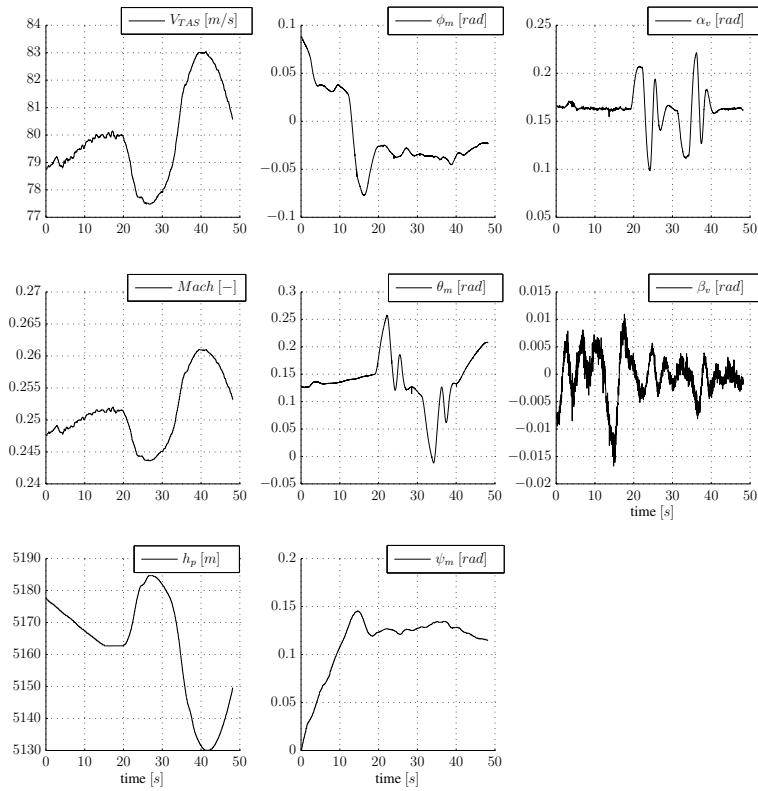 V_TAS [m/s]
84
83
82
81
80
79
78
77
0 10 20 30 40 50
ϕ_m [rad]
0.1
0.05
0
−0.05
−0.1
0 10 20 30 40 50
α_v [rad]
0.25
0.2
0.15
0.1
0.05
0 10 20 30 40 50
Mach [−]
0.27
0.265
0.26
0.255
0.25
0.245
0.24
0 10 20 30 40 50
θ_m [rad]
0.3
0.25
0.2
0.15
0.1
0.05
0
−0.05
0 10 20 30 40 50
β_v [rad]
0.015
0.01
0.005
0
−0.005
−0.01
−0.015
−0.02
0 10 20 30 40 50
time [s]
h_p [m]
5190
5180
5170
5160
5150
5140
5130
0 10 20 30 40 50
time [s]
ψ_m [rad]
0.2
0.15
0.1
0.05
0
0 10 20 30 40 50
time [s]